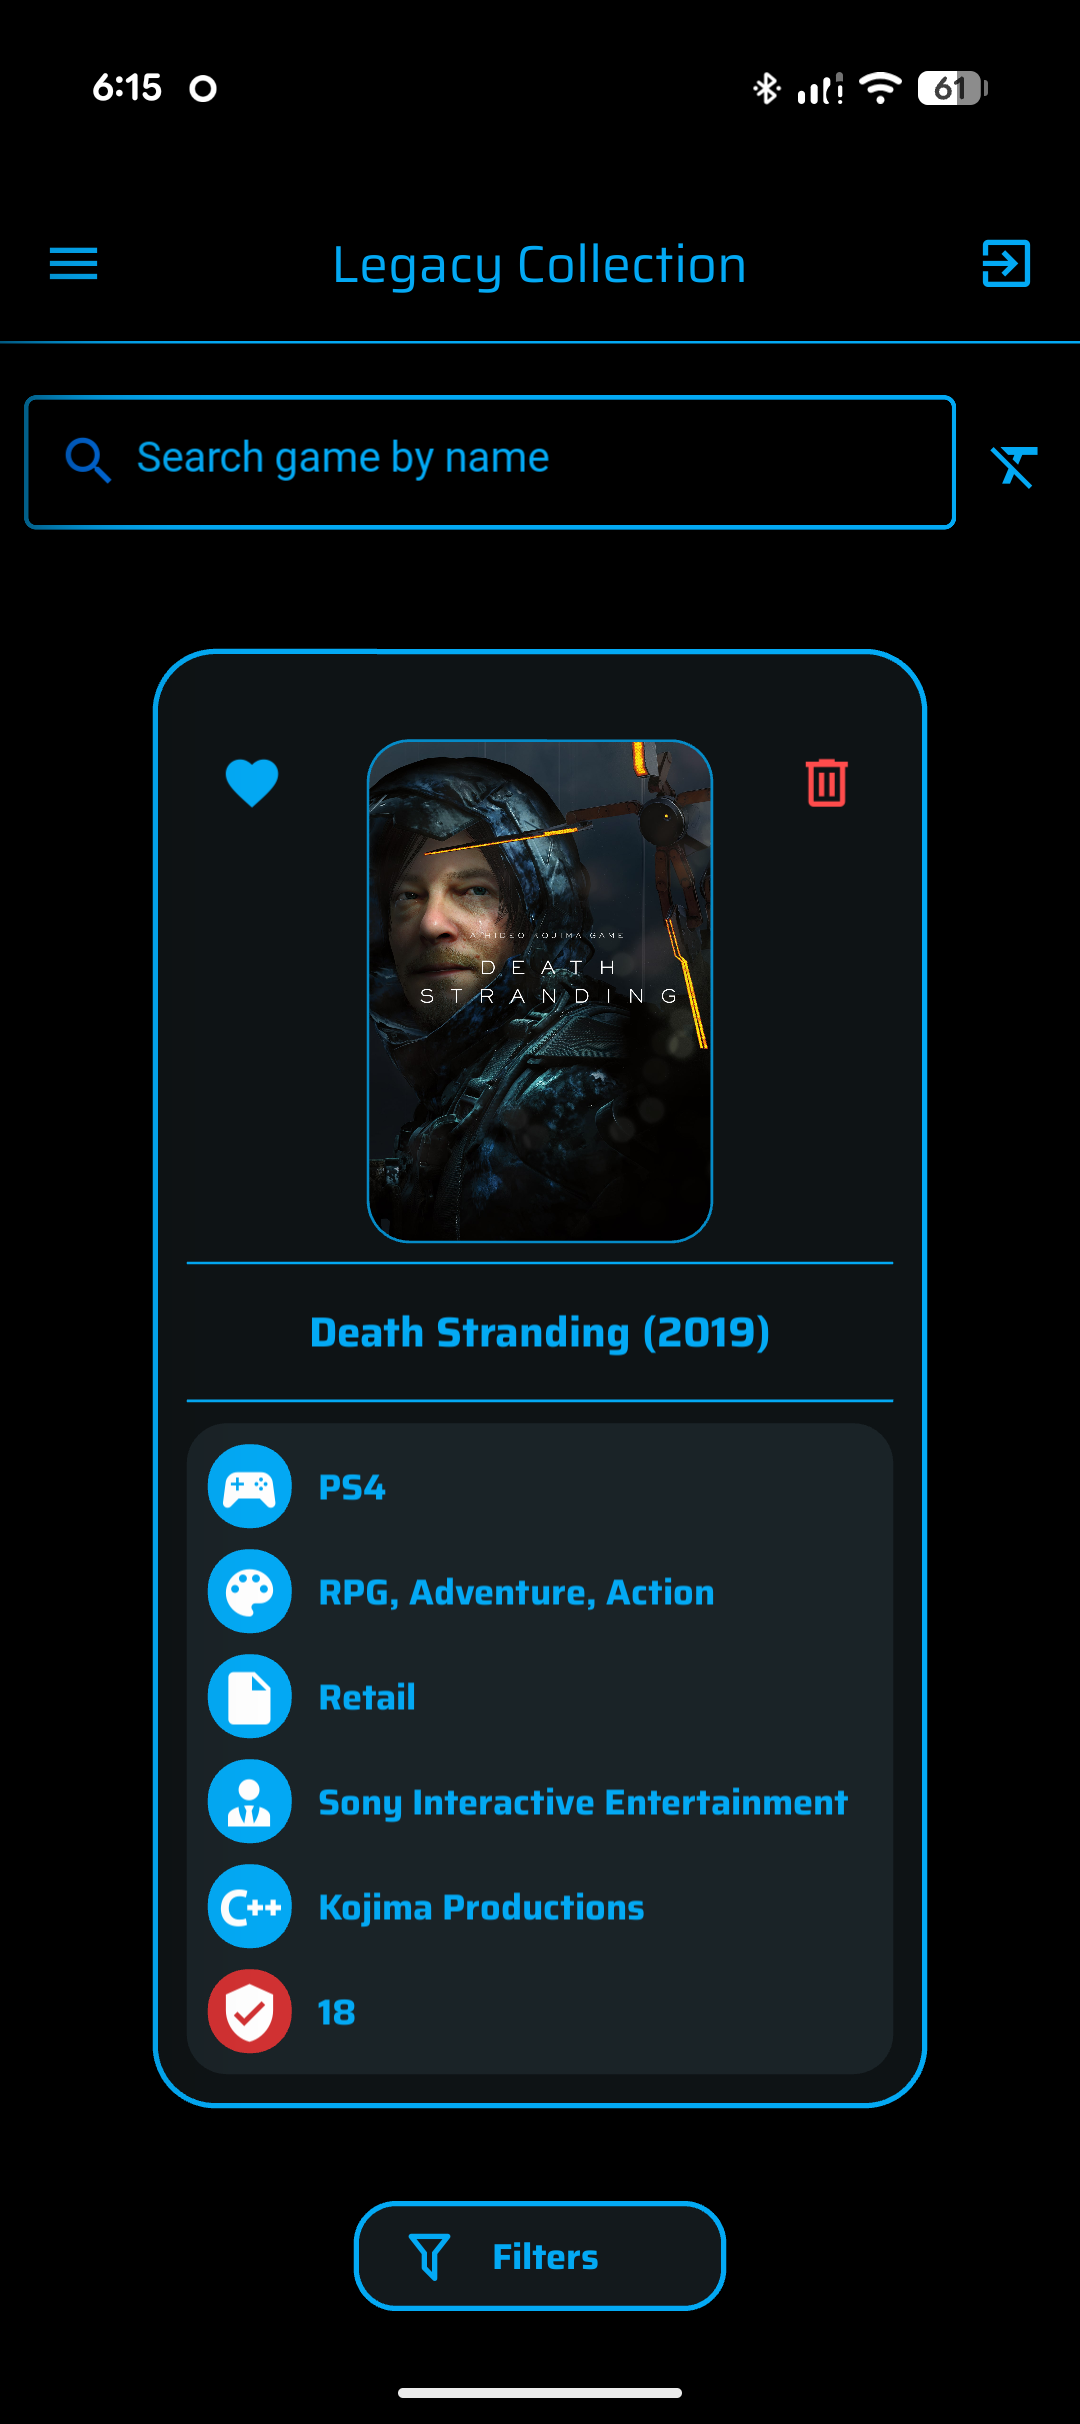 6:15
61
Legacy Collection
Search game by name
A HIDEO KOJIMA GAME
DEATH
STRANDING
Death Stranding (2019)
PS4
RPG, Adventure, Action
Retail
Sony Interactive Entertainment
C++ Kojima Productions
18
Filters